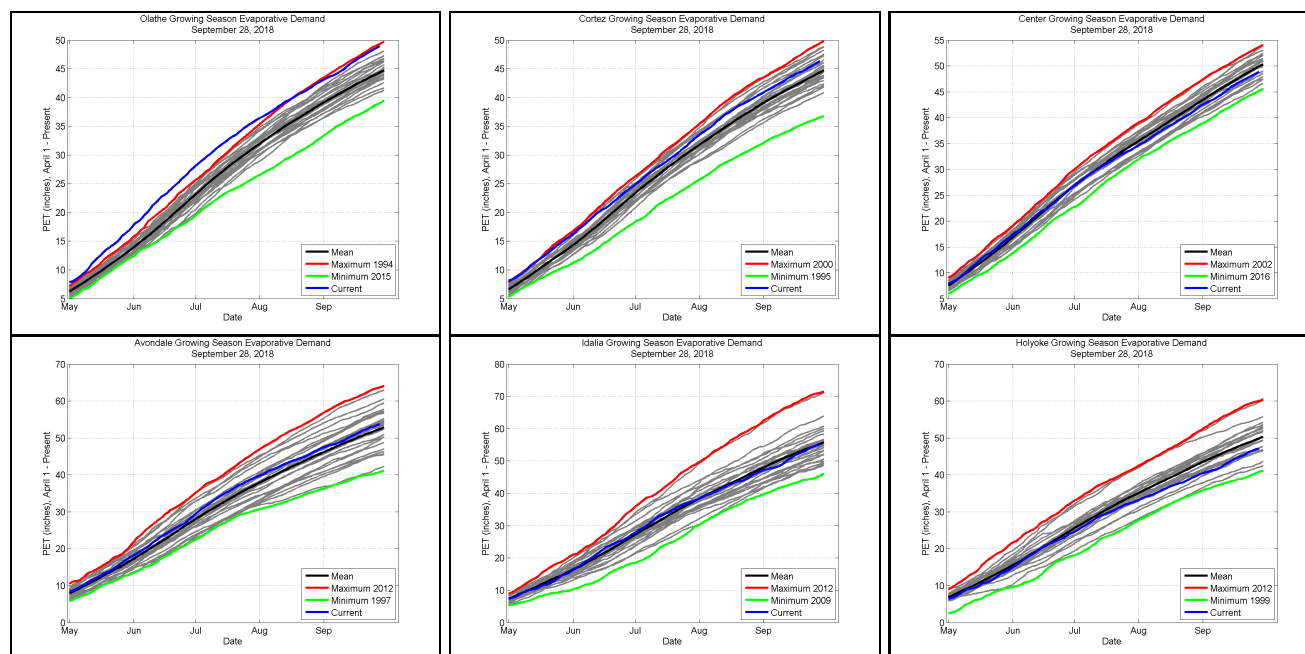 Olathe Growing Season Evaporative Demand
September 28, 2018
PET (inches), April 1 - Present
50
45
40
35
30
25
20
15
10
5
May Jun Jul Aug Sep
Date
Mean
Maximum 1994
Minimum 2015
Current
Cortez Growing Season Evaporative Demand
September 28, 2018
PET (inches), April 1 - Present
50
45
40
35
30
25
20
15
10
5
May Jun Jul Aug Sep
Date
Mean
Maximum 2000
Minimum 1995
Current
Center Growing Season Evaporative Demand
September 28, 2018
PET (inches), April 1 - Present
55
50
45
40
35
30
25
20
15
10
5
May Jun Jul Aug Sep
Date
Mean
Maximum 2002
Minimum 2016
Current
Avondale Growing Season Evaporative Demand
September 28, 2018
PET (inches), April 1 - Present
70
60
50
40
30
20
10
0
May Jun Jul Aug Sep
Date
Mean
Maximum 2012
Minimum 1997
Current
Idalia Growing Season Evaporative Demand
September 28, 2018
PET (inches), April 1 - Present
80
70
60
50
40
30
20
10
0
May Jun Jul Aug Sep
Date
Mean
Maximum 2012
Minimum 2009
Current
Holyoke Growing Season Evaporative Demand
September 28, 2018
PET (inches), April 1 - Present
70
60
50
40
30
20
10
0
May Jun Jul Aug Sep
Date
Mean
Maximum 2012
Minimum 1999
Current